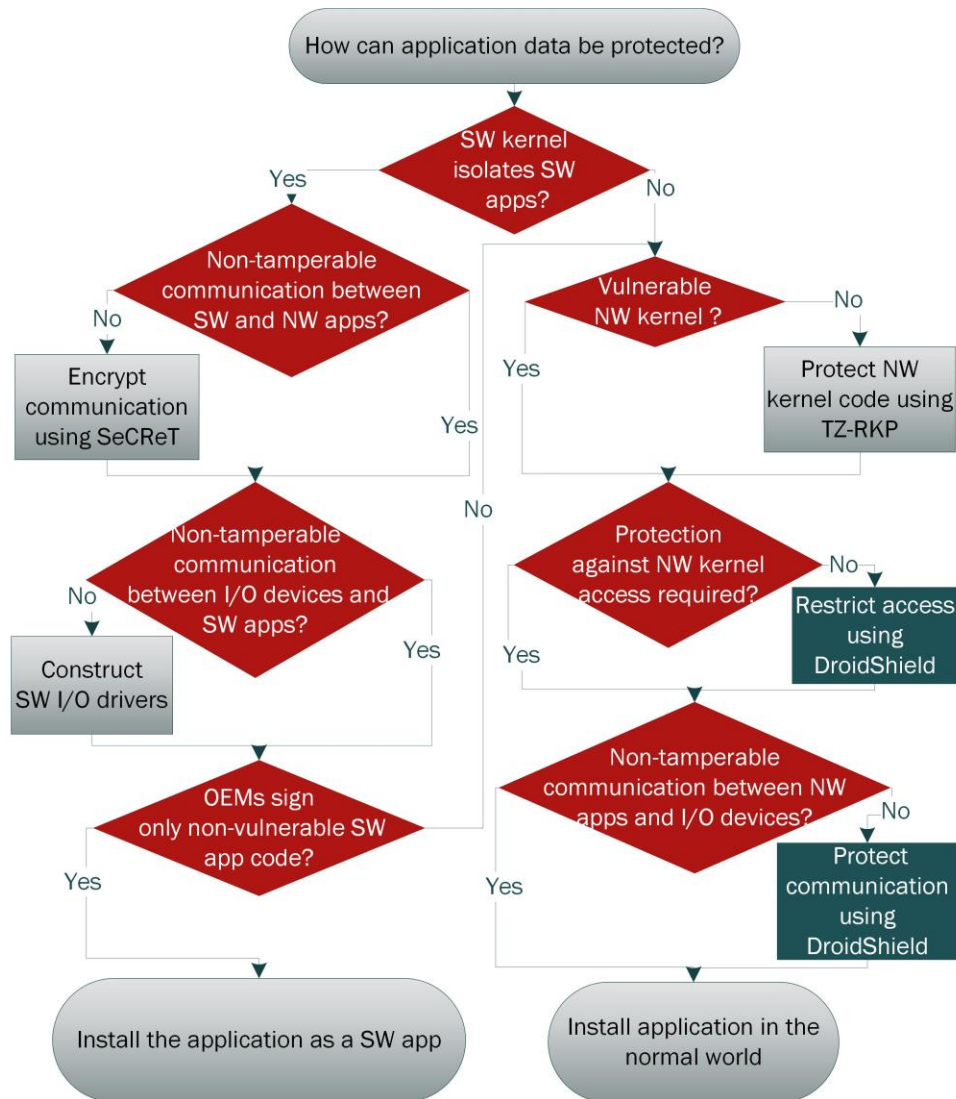 How can application data be protected?
SW kernel
isolates SW
apps?
Yes
No
Non-tamperable
communication between
SW and NW apps?
Vulnerable
NW kernel ?
No
No
Encrypt
communication
using SeCReT
Yes
Yes
Protect NW
kernel code using
TZ-RKP
No
Non-tamperable
communication
between I/O devices and
SW apps?
Protection
against NW kernel
access required?
No
No
Construct
SW I/O drivers
Yes
Yes
Restrict access
using
DroidShield
OEMs sign
only non-vulnerable SW
app code?
Non-tamperable
communication between NW
apps and I/O devices?
Yes
Yes
No
Protect
communication
using
DroidShield
Install the application as a SW app
Install application in the
normal world